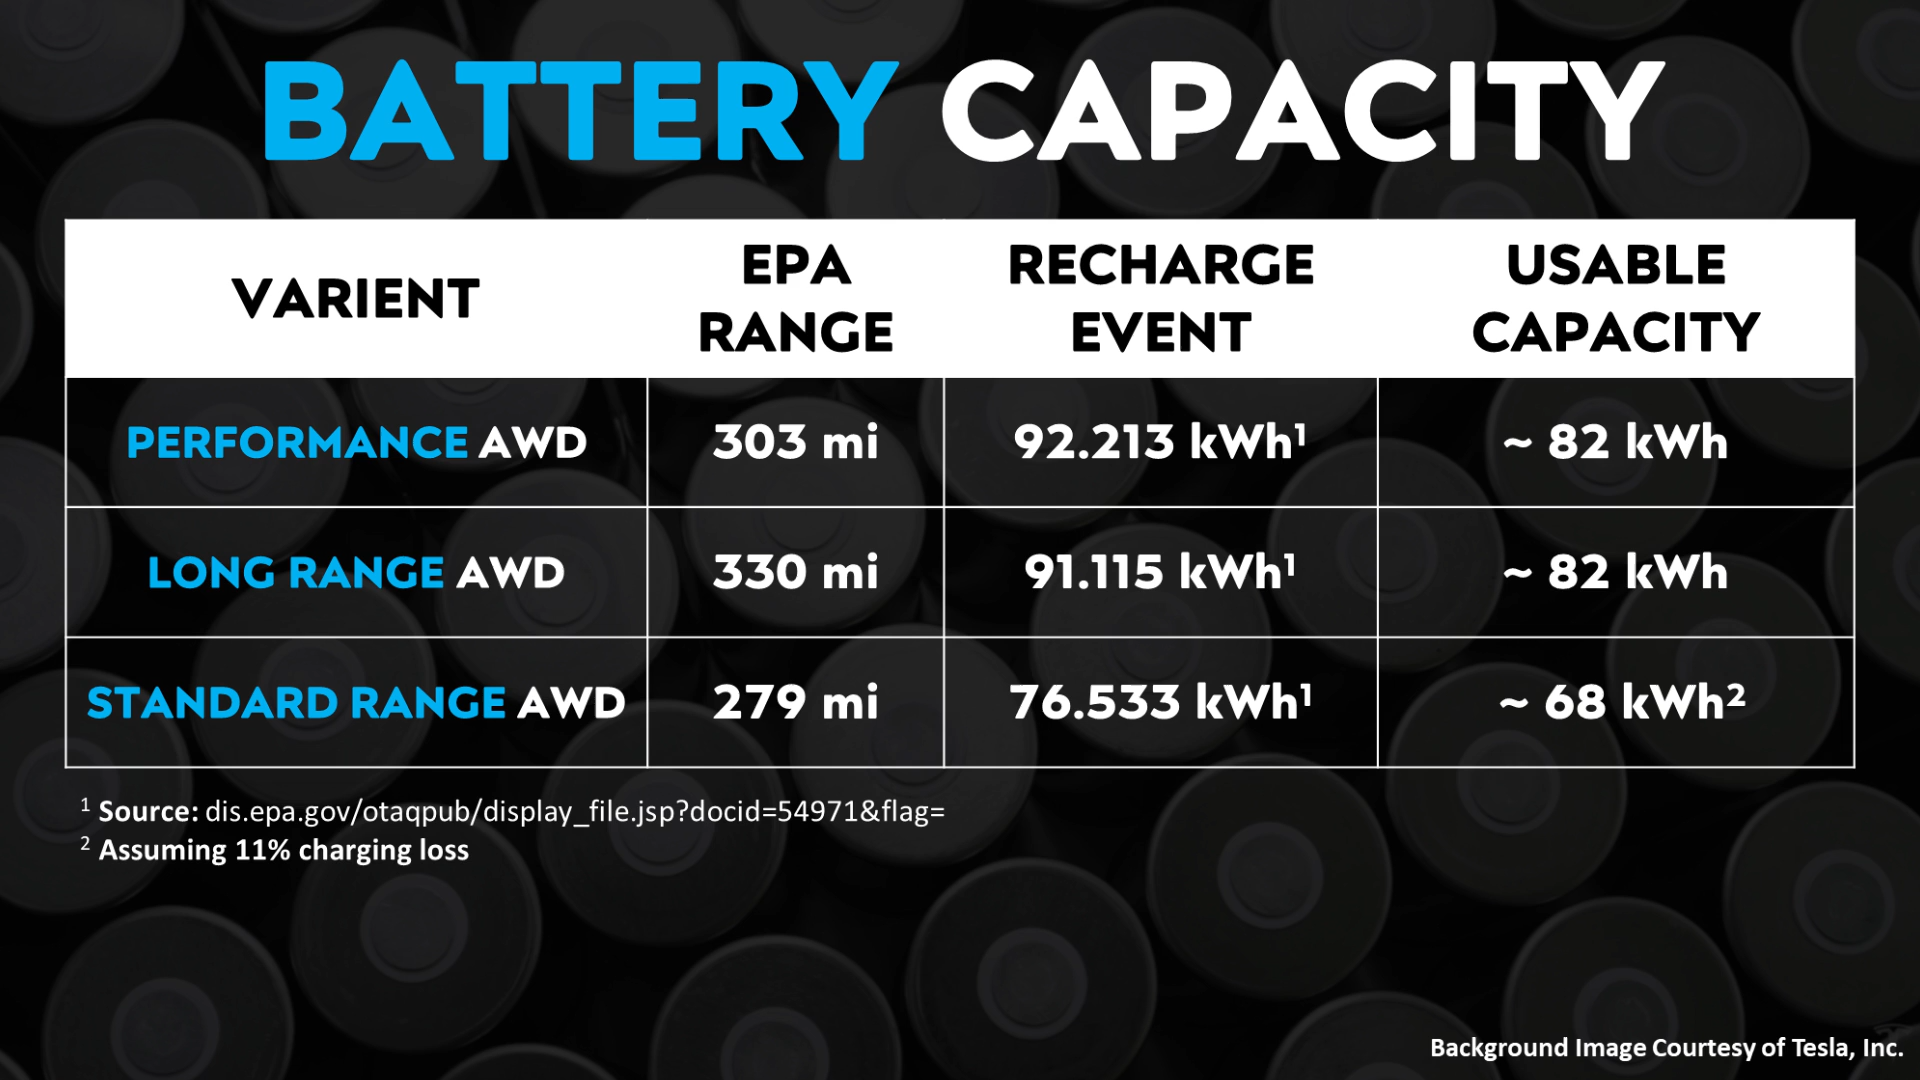 BATTERY CAPACITY
VARIENT
EPA
RANGE
RECHARGE
EVENT
USABLE
CAPACITY
PERFORMANCE AWD
303 mi
92.213 kWh¹
~ 82 kWh
LONG RANGE AWD
330 mi
91.115 kWh¹
~ 82 kWh
STANDARD RANGE AWD
279 mi
76.533 kWh¹
~ 68 kWh²
¹ Source: dis.epa.gov/otaqpub/display_file.jsp?docid=54971&flag=
² Assuming 11% charging loss
Background Image Courtesy of Tesla, Inc.